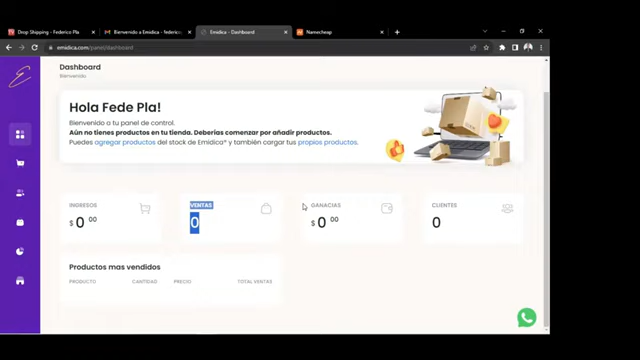 Drop Shipping - Federico Pla
Bienvenido a Emidica - federico
Emidica - Dashboard
Namecheap
emidica.com/panel/dashboard
Dashboard
Bienvenido
Hola Fede Pla!
Bienvenido a tu panel de control.
Aún no tienes productos en tu tienda. Deberías comenzar por añadir productos.
Puedes agregar productos del stock de Emidica® y también cargar tus propios productos.
INGRESOS
$ 0 00
VENTAS
0
GANACIAS
$ 0 00
CLIENTES
0
Productos mas vendidos
PRODUCTO CANTIDAD PRECIO TOTAL VENTAS